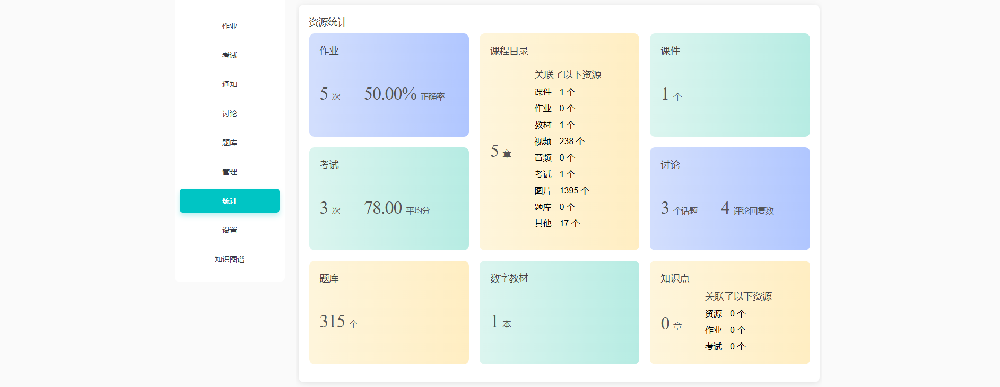 作业
考试
通知
讨论
题库
管理
统计
设置
知识图谱
资源统计
作业
5 次 50.00% 正确率
课程目录
5 章
关联了以下资源
课件 1 个
作业 0 个
教材 1 个
视频 238 个
音频 0 个
考试 1 个
图片 1395 个
题库 0 个
其他 17 个
课件
1 个
考试
3 次 78.00 平均分
讨论
3 个话题 4 评论回复数
题库
315 个
数字教材
1 本
知识点
0 章
关联了以下资源
资源 0 个
作业 0 个
考试 0 个